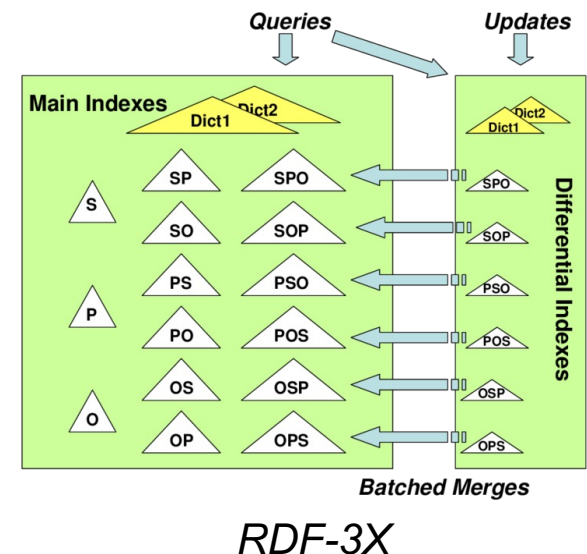 Queries
Updates
Main Indexes
Dict2
Dict1
Dict2
Dict1
SP
SPO
SPO
S
SO
SOP
SOP
PS
PSO
PSO
P
PO
POS
POS
OS
OSP
OSP
O
OP
OPS
OPS
Differential Indexes
Batched Merges
RDF-3X